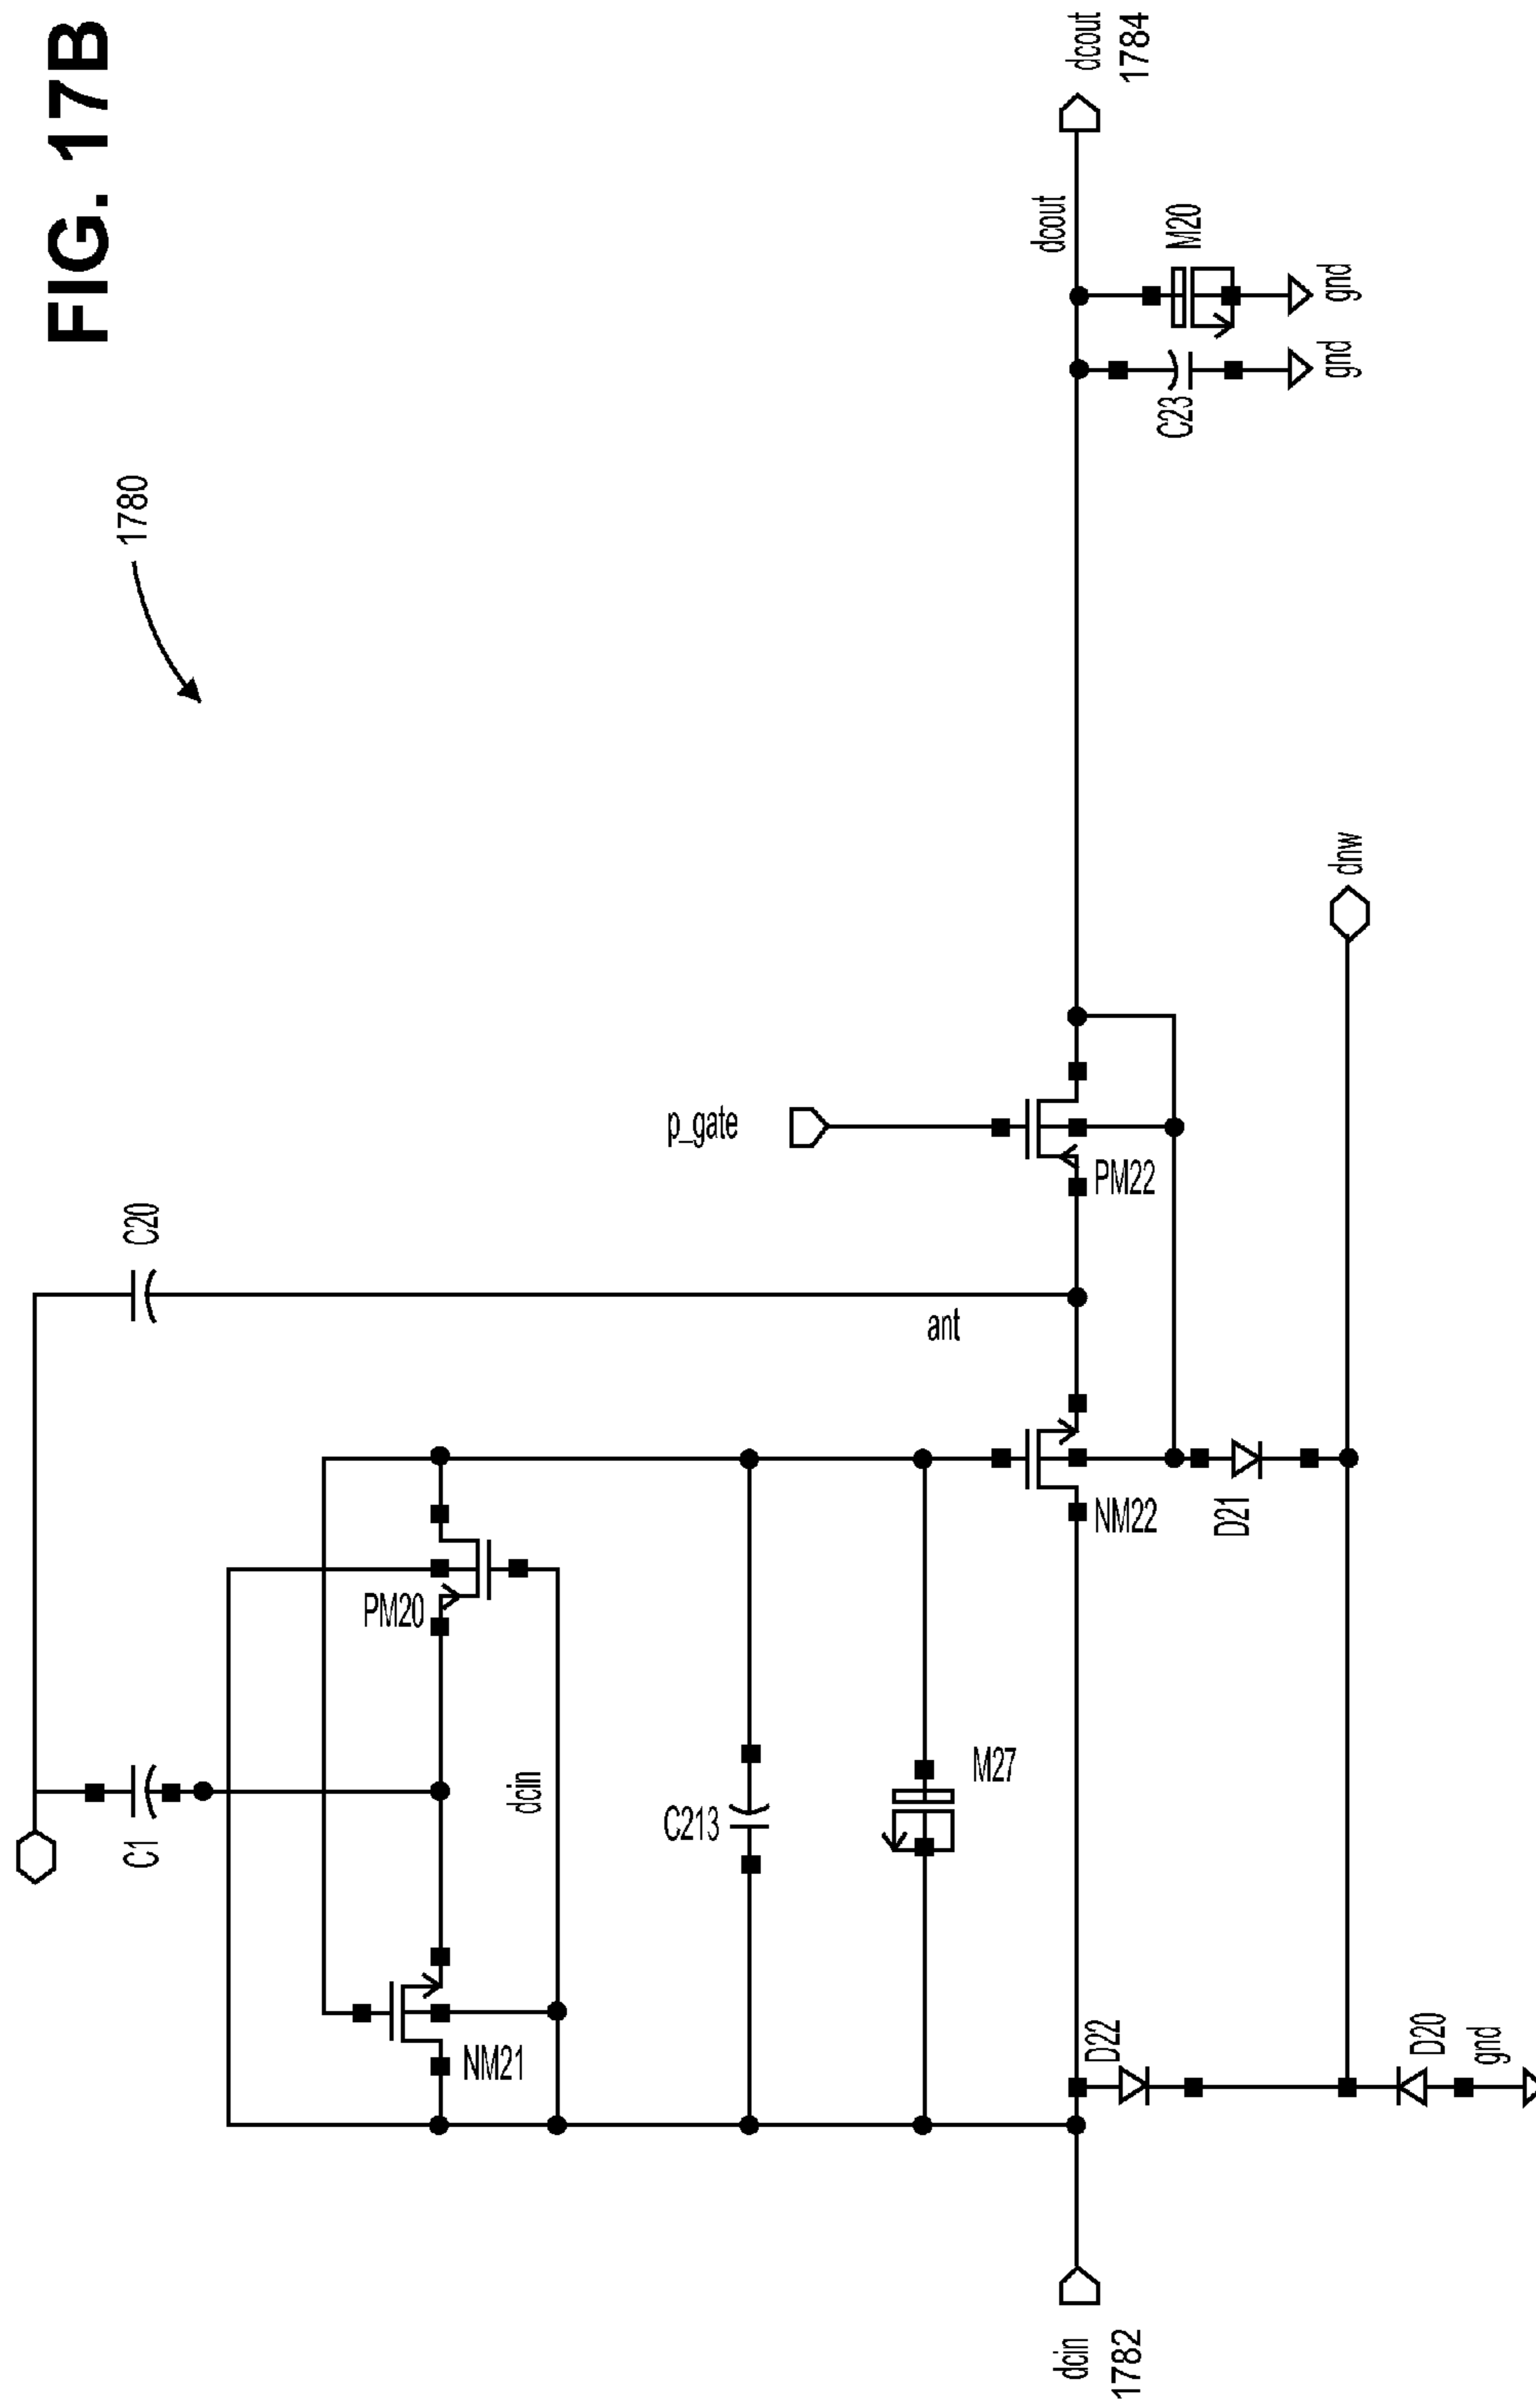 FIG. 17B
1780
C1
C20
NM21
PM20
dcin
C213
M27
ant
p_gate
NM22
PM22
dcout
dcout
1784
dcin
1782
D22
D21
C23
M20
gnd
gnd
dnw
D20
gnd